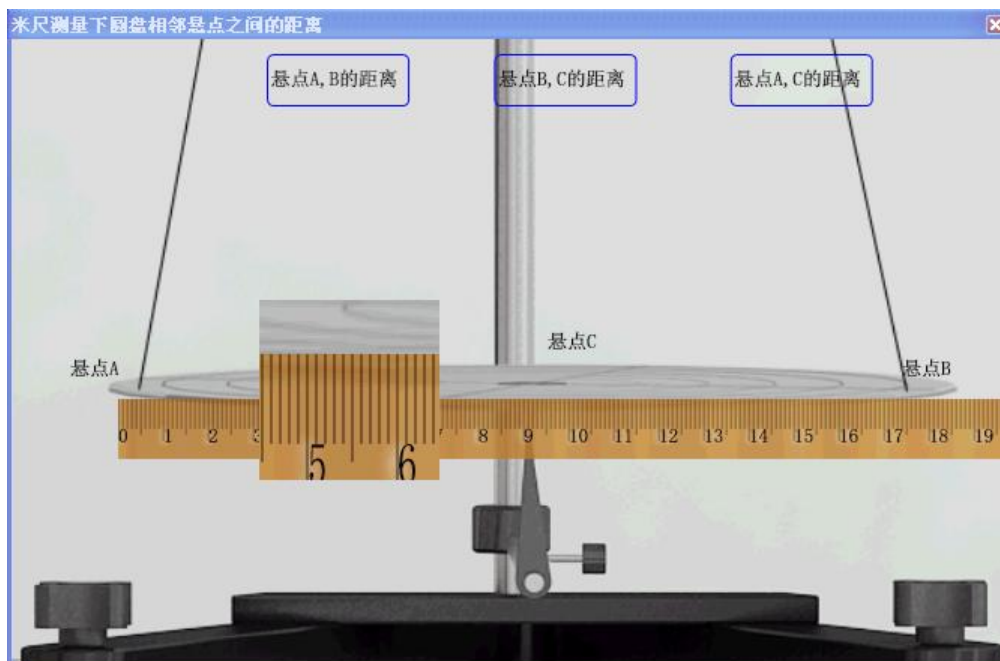 米尺测量下圆盘相邻悬点之间的距离
悬点A,B的距离 悬点B,C的距离 悬点A,C的距离
悬点C
悬点A
悬点B
0 1 2 3 5 6 7 8 9 10 11 12 13 14 15 16 17 18 19